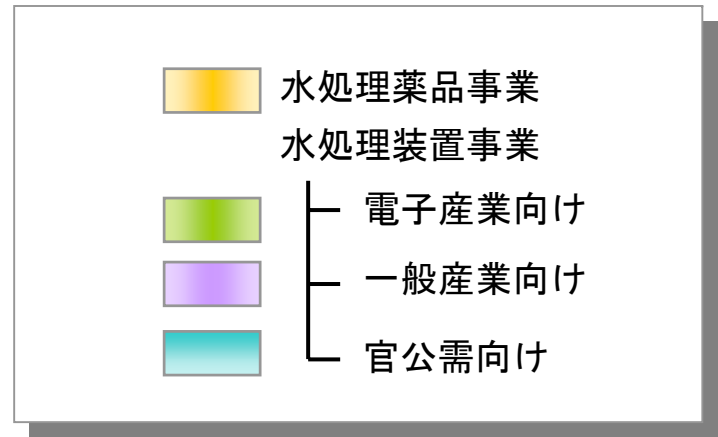 水処理薬品事業
水処理装置事業
電子産業向け
一般産業向け
官公需向け